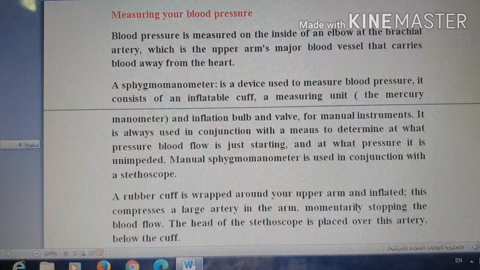 Measuring your blood pressure
Made with KINEMASTER
Blood pressure is measured on the inside of an elbow at the brachial
artery, which is the upper arm's major blood vessel that carries
blood away from the heart.
A sphygmomanometer: is a device used to measure blood pressure, it
consists of an inflatable cuff, a measuring unit ( the mercury
manometer) and inflation bulb and valve, for manual instruments. It
is always used in conjunction with a means to determine at what
pressure blood flow is just starting, and at what pressure it is
unimpeded. Manual sphygmomanometer is used in conjunction with
a stethoscope.
A rubber cuff is wrapped around your upper arm and inflated; this
compresses a large artery in the arm, momentarily stopping the
blood flow. The head of the stethoscope is placed over this artery,
below the cuff.
EN